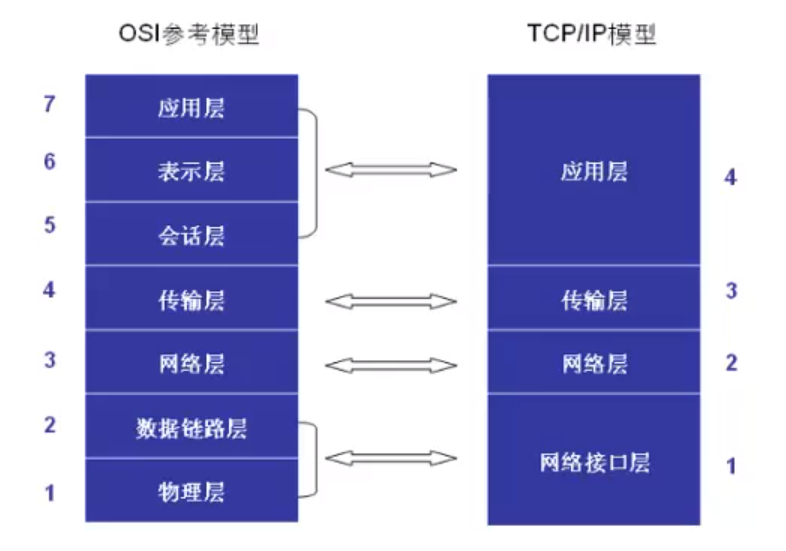 OSI参考模型
TCP/IP模型
7
应用层
6
表示层
5
会话层
4
传输层
3
网络层
2
数据链路层
1
物理层
应用层
4
传输层
3
网络层
2
网络接口层
1